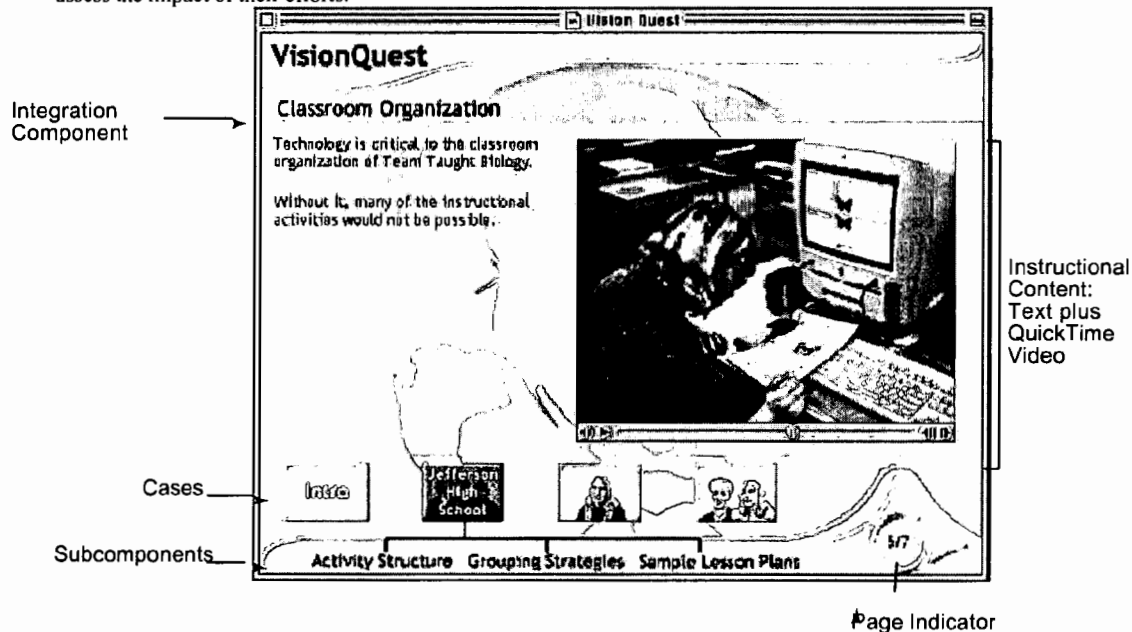 assess the impact of their efforts.
Vision Quest
VisionQuest
Classroom Organization
Technology is critical to the classroom
organization of Team Taught Biology.
Without it, many of the instructional
activities would not be possible.
Integration
Component
Instructional
Content:
Text plus
QuickTime
Video
Cases
Intro
Jefferson
High
School
Subcomponents
Activity Structure Grouping Strategies Sample Lesson Plans
5/7
Page Indicator